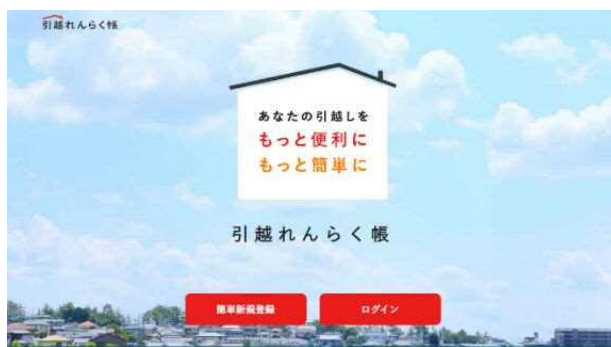 引越れんらく帳
あなたの引越しを
もっと便利に
もっと簡単に
引越れんらく帳
簡単新規登録
ログイン